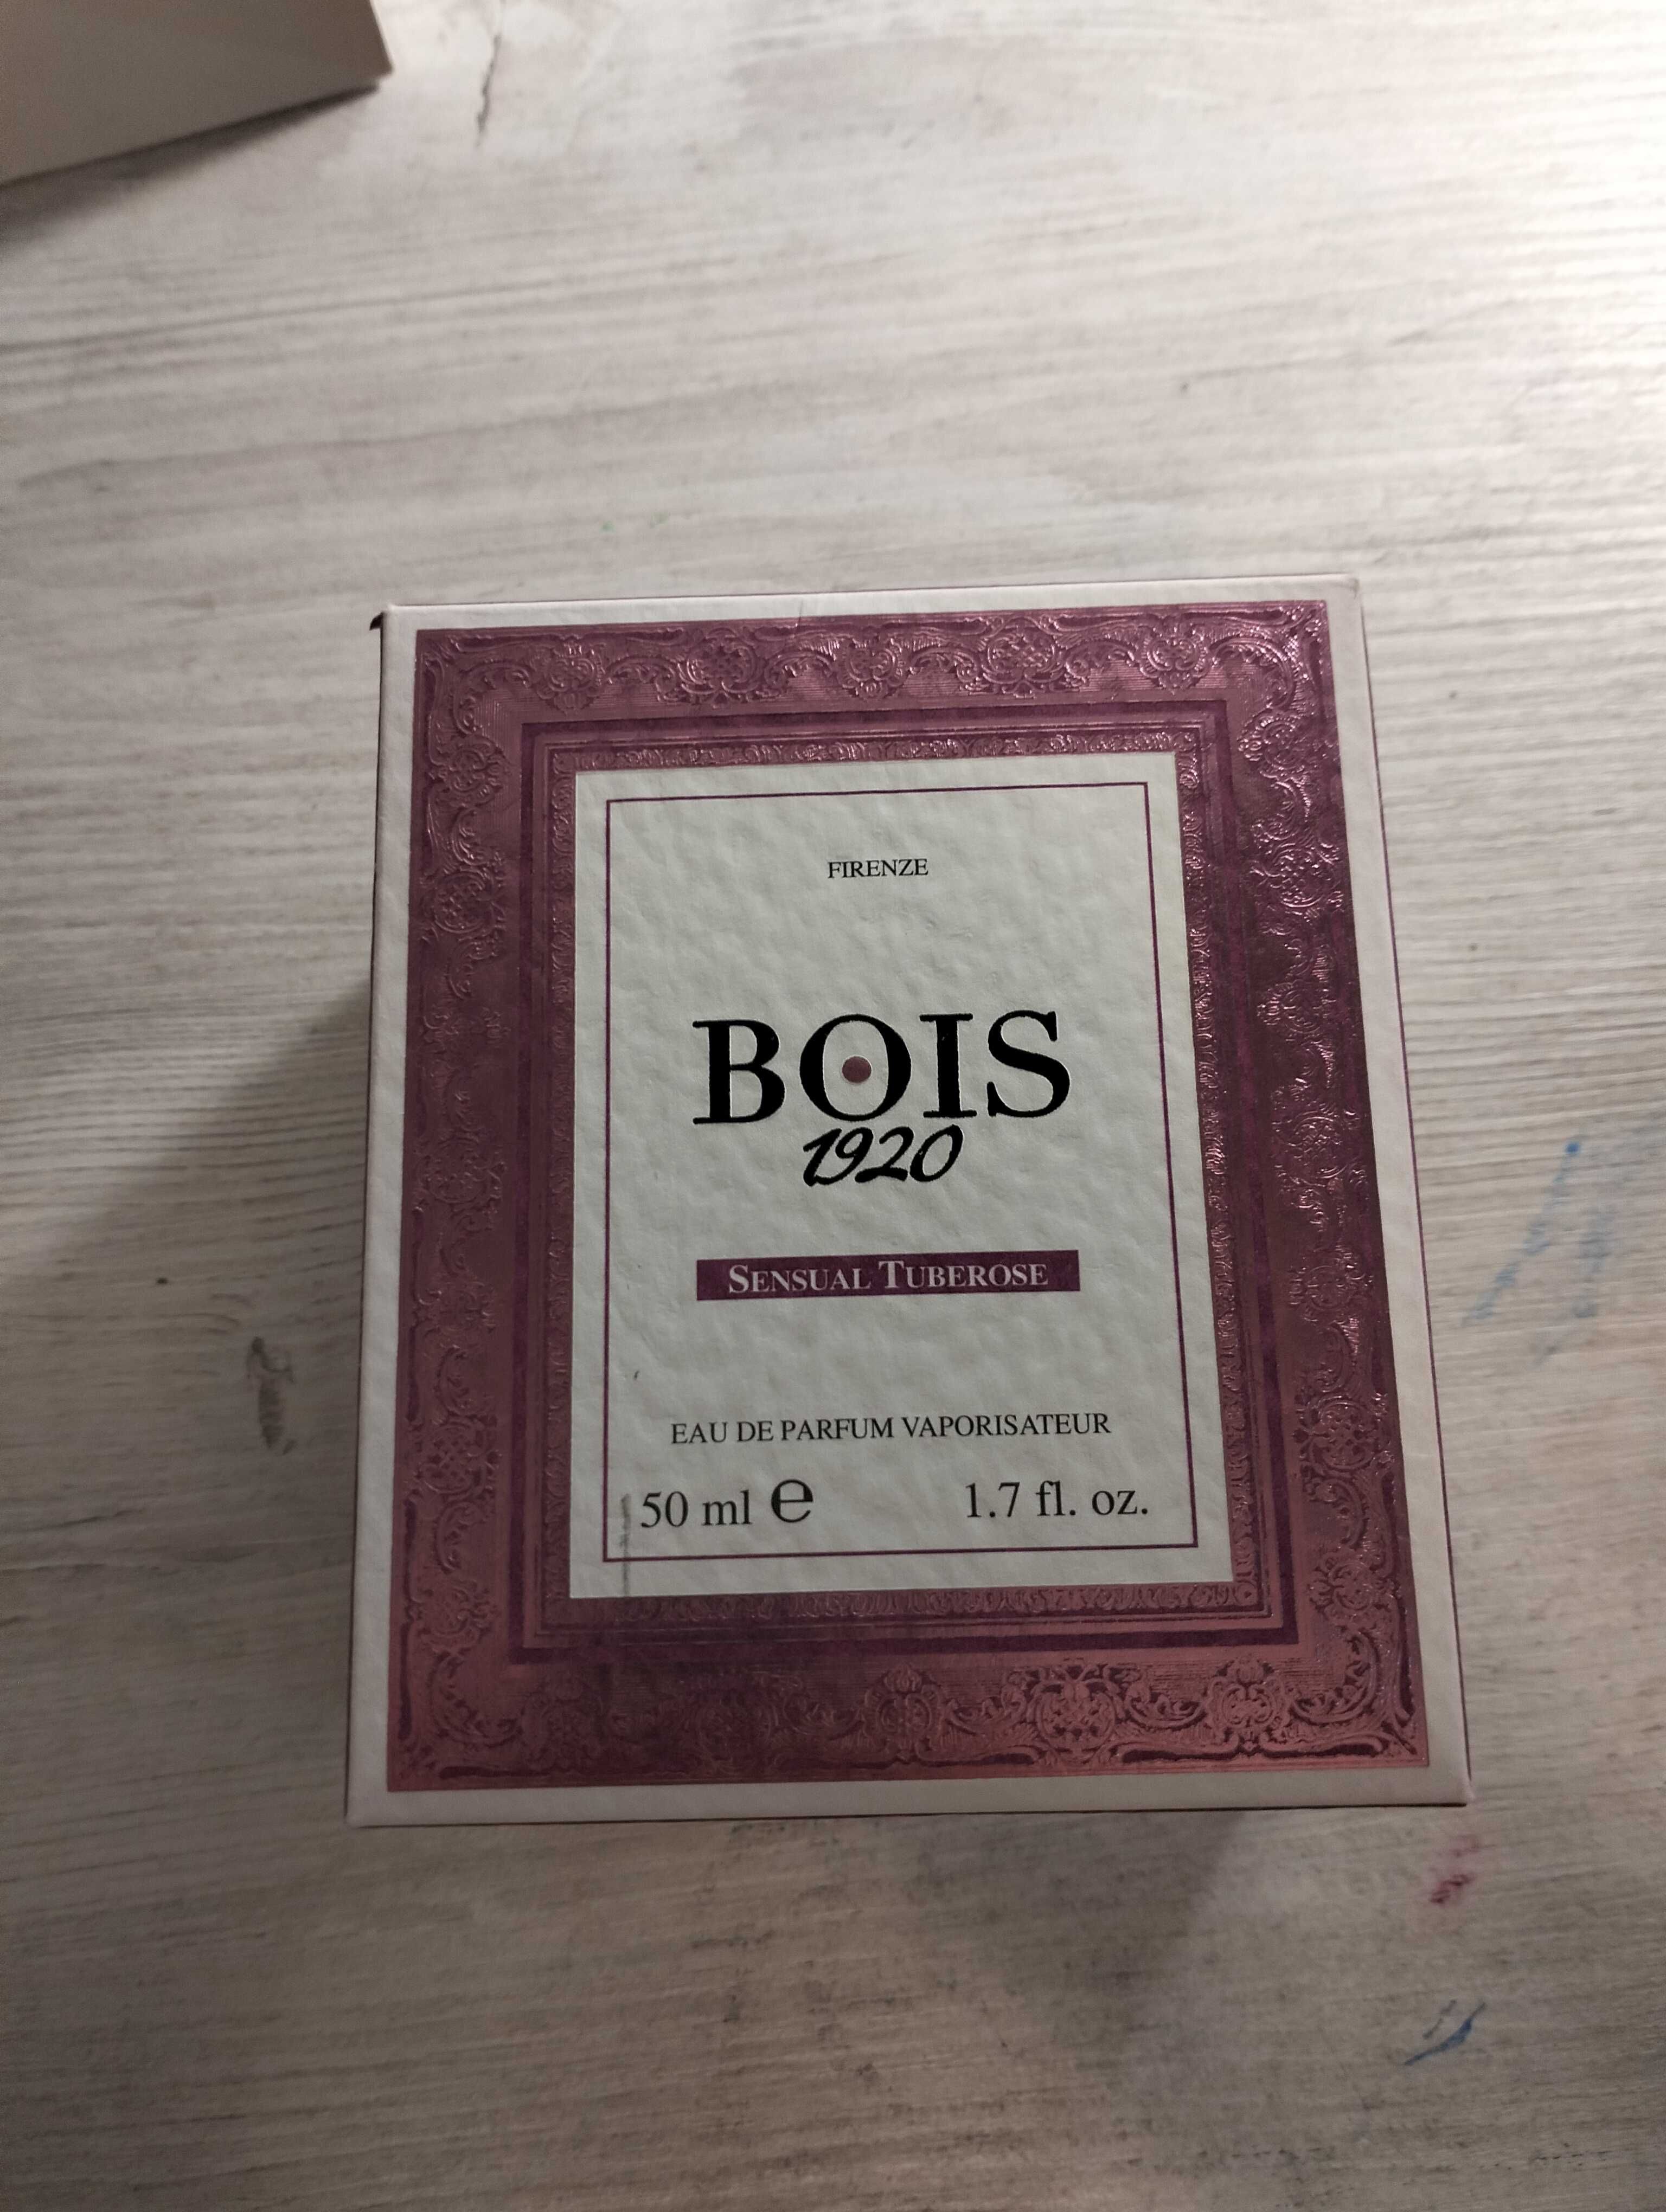 FIRENZE
BOIS
1920
SENSUAL TUBEROSE
EAU DE PARFUM VAPORISATEUR
50 ml ℮ 1.7 fl. oz.